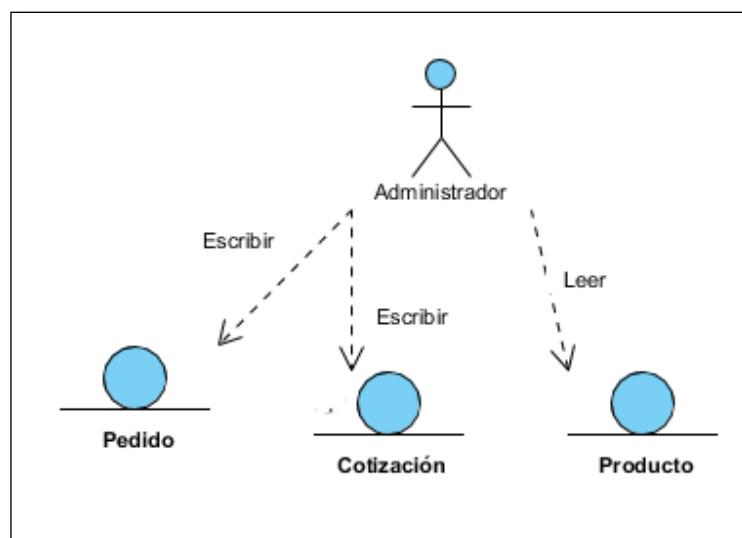 Administrador
Escribir
Leer
Escribir
Pedido
Cotización
Producto